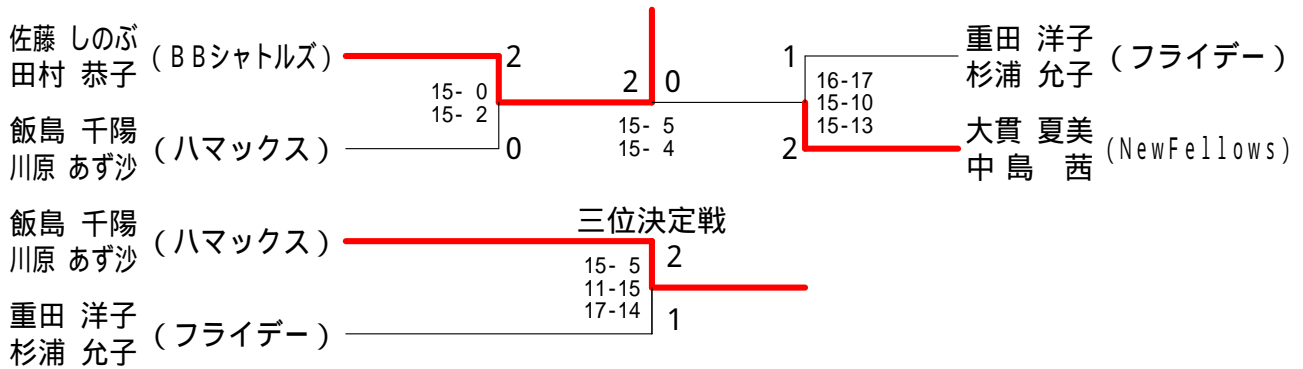 佐藤 しのぶ
田村 恭子
(BBシャトルズ)
2
15- 0
15- 2
飯島 千陽
川原 あず沙
(ハマックス)
0
2 0
15- 5
15- 4
1
16-17
15-10
15-13
2
重田 洋子
杉浦 允子
(フライデー)
大貫 夏美
中島 茜
(NewFellows)
三位決定戦
飯島 千陽
川原 あず沙
(ハマックス)
2
15- 5
11-15
17-14
1
重田 洋子
杉浦 允子
(フライデー)